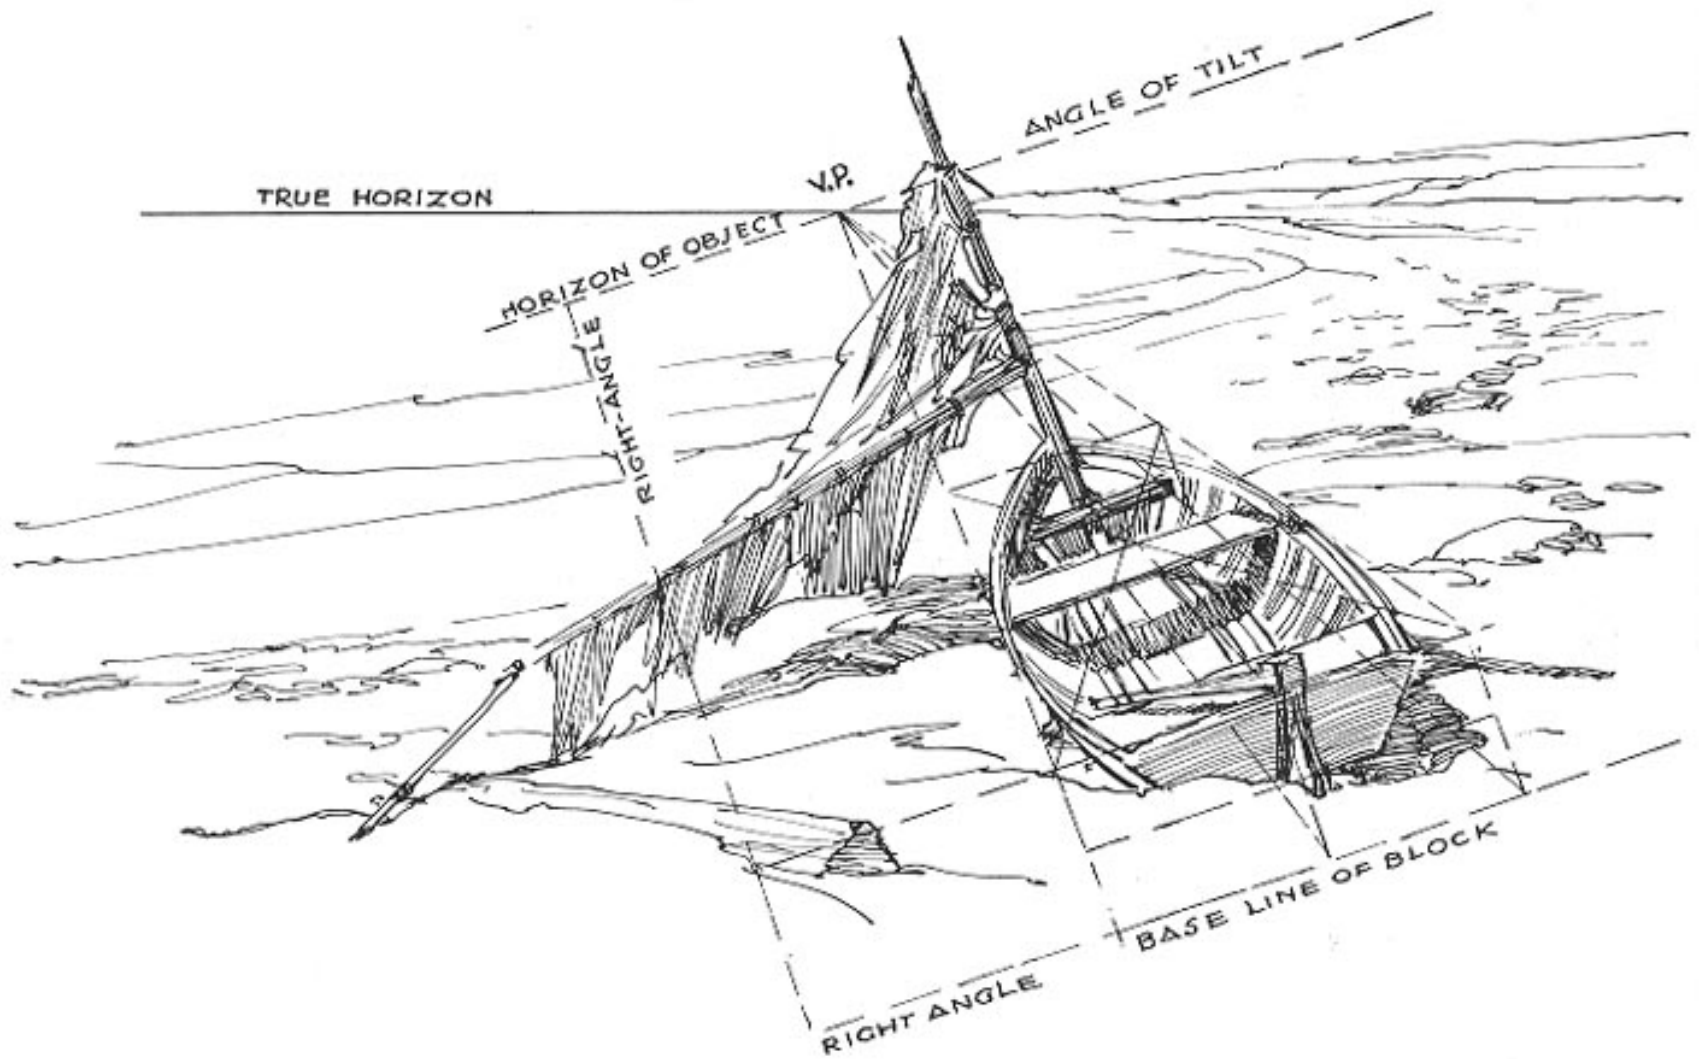 ANGLE OF TILT
V.P.
TRUE HORIZON
HORIZON OF OBJECT
RIGHT-ANGLE
BASE LINE OF BLOCK
RIGHT ANGLE